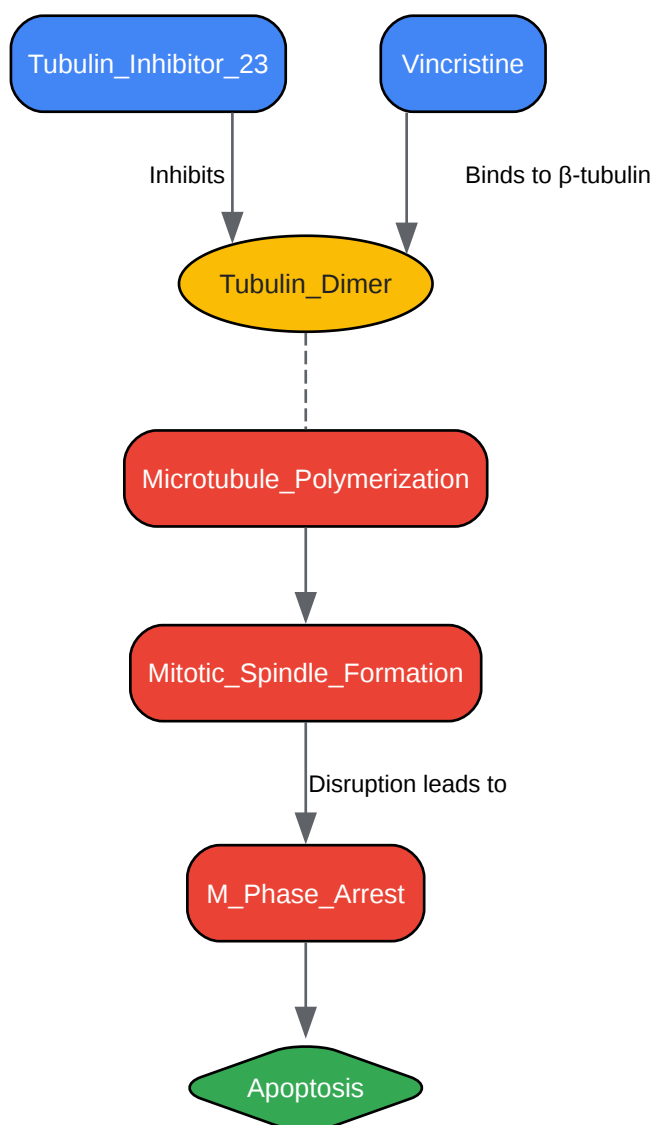 Tubulin_Inhibitor_23
Vincristine
Inhibits
Binds to β-tubulin
Tubulin_Dimer
Microtubule_Polymerization
Mitotic_Spindle_Formation
Disruption leads to
M_Phase_Arrest
Apoptosis